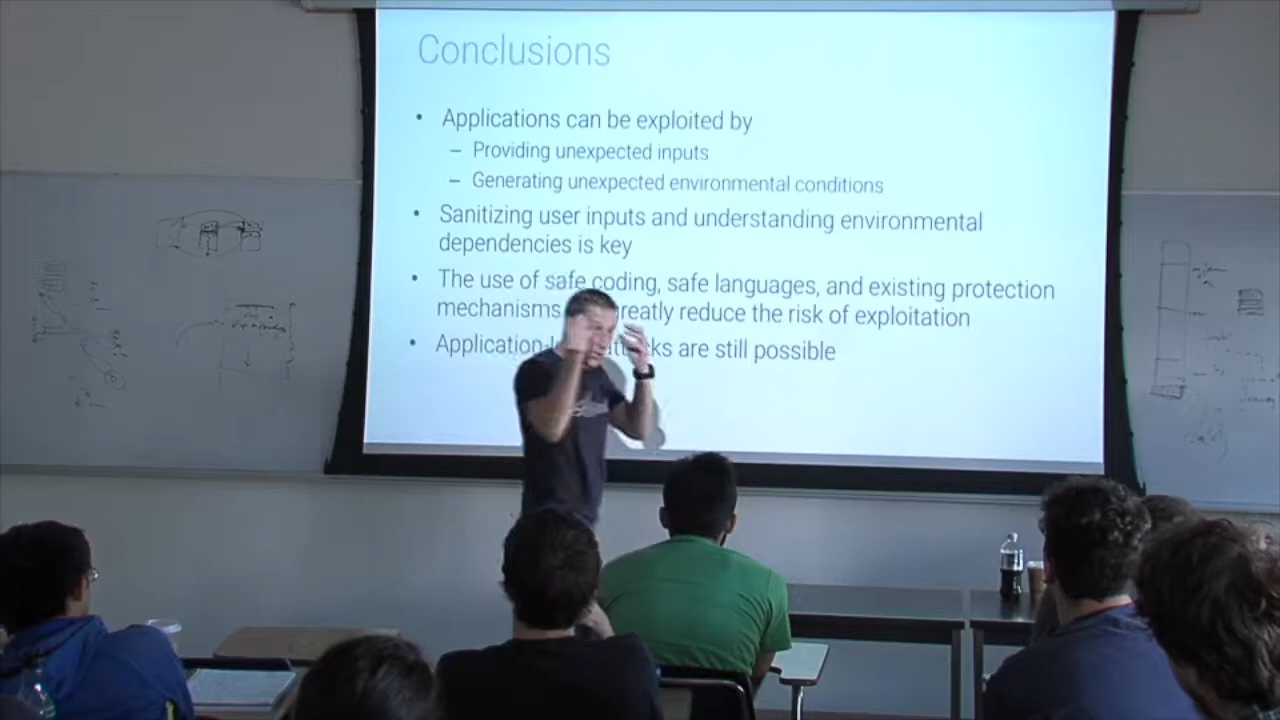 Conclusions
• Applications can be exploited by
– Providing unexpected inputs
– Generating unexpected environmental conditions
• Sanitizing user inputs and understanding environmental
dependencies is key
• The use of safe coding, safe languages, and existing protection
mechanisms greatly reduce the risk of exploitation
• Application are still possible